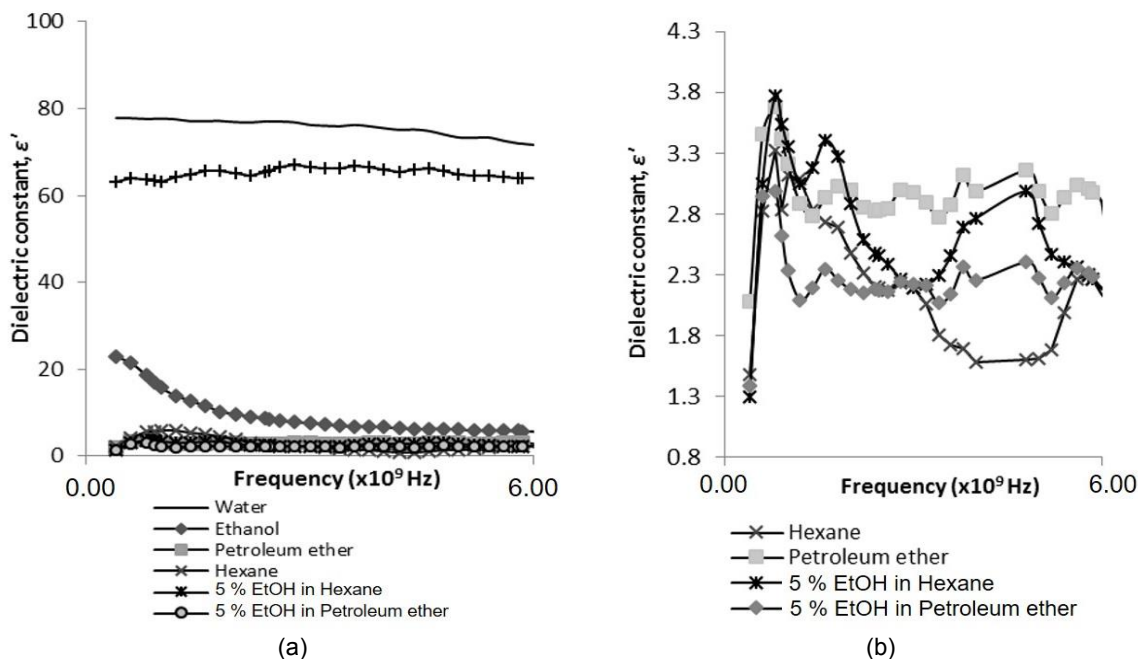 100
80
60
40
20
0
Dielectric constant, ε′
0.00
6.00
Frequency (x10⁹ Hz)
Water
Ethanol
Petroleum ether
Hexane
5 % EtOH in Hexane
5 % EtOH in Petroleum ether
(a)
4.3
3.8
3.3
2.8
2.3
1.8
1.3
0.8
Dielectric constant, ε′
0.00
6.00
Frequency (x10⁹ Hz)
Hexane
Petroleum ether
5 % EtOH in Hexane
5 % EtOH in Petroleum ether
(b)